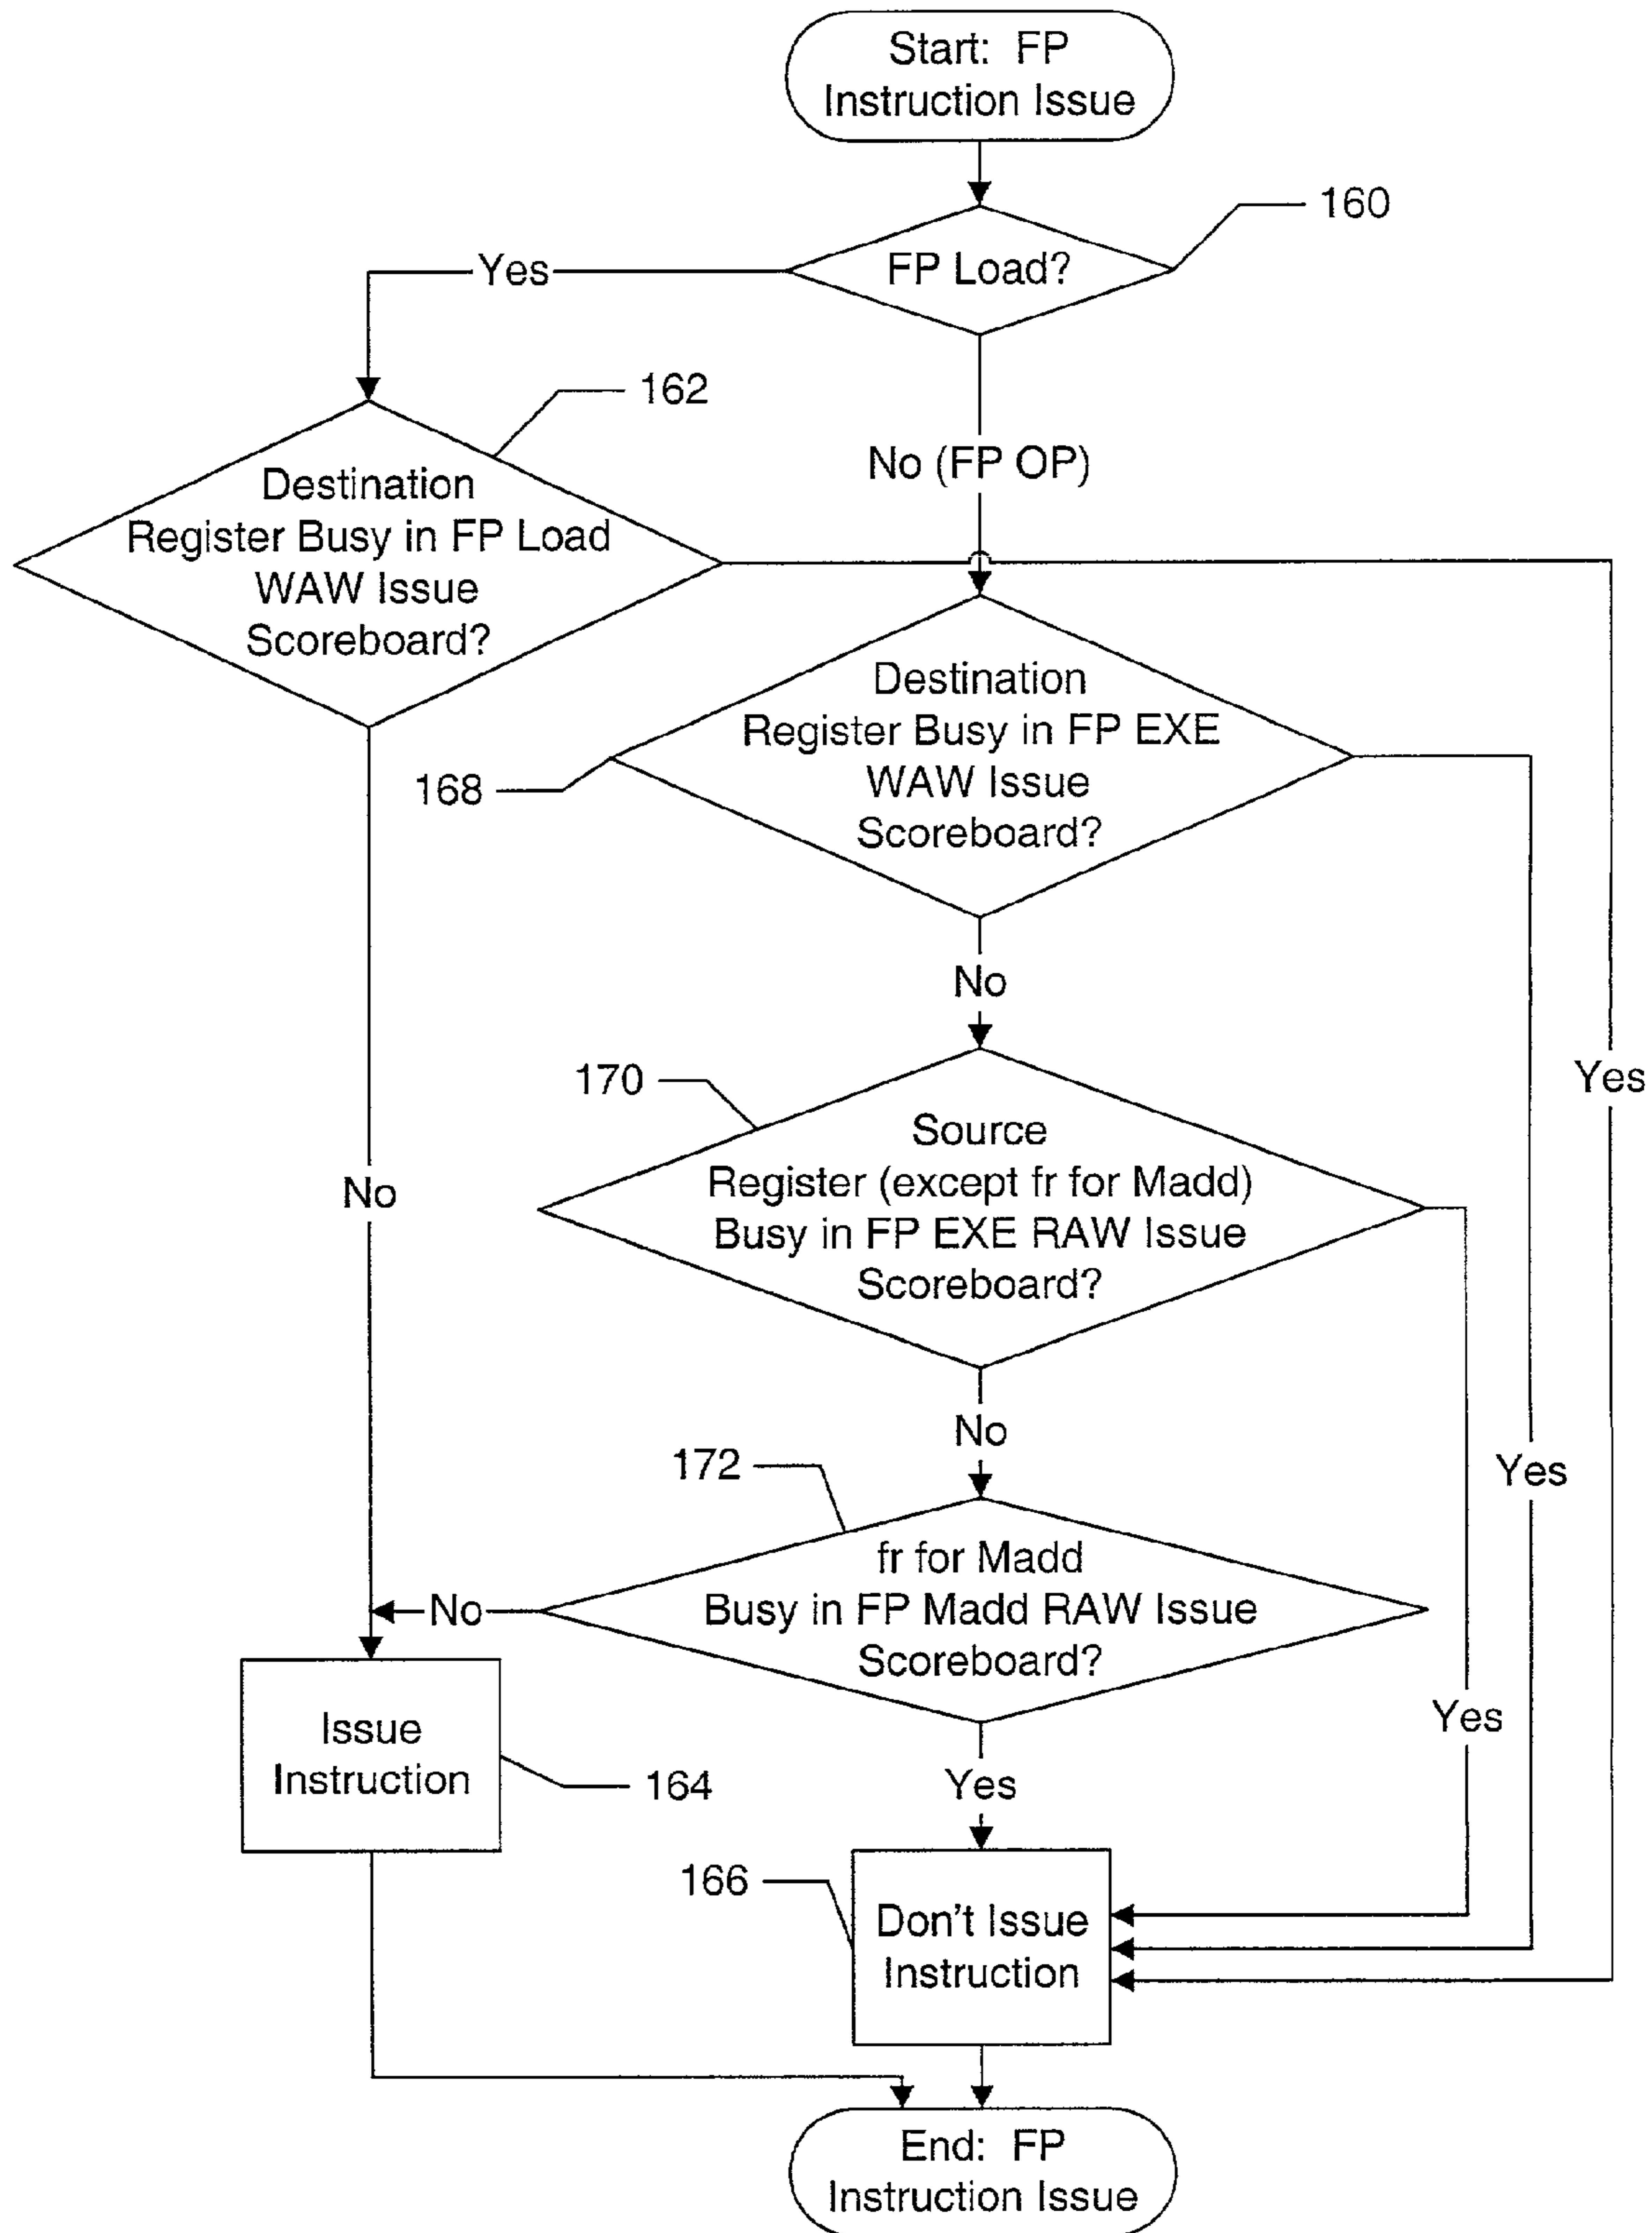 Start: FP
Instruction Issue
160
FP Load?
Yes
162
No (FP OP)
Destination
Register Busy in FP Load
WAW Issue
Scoreboard?
Destination
Register Busy in FP EXE
WAW Issue
Scoreboard?
168
No
Yes
170
Source
Register (except fr for Madd)
Busy in FP EXE RAW Issue
Scoreboard?
No
No
Yes
172
fr for Madd
Busy in FP Madd RAW Issue
Scoreboard?
No
Yes
Issue
Instruction
164
Yes
166
Don't Issue
Instruction
End: FP
Instruction Issue